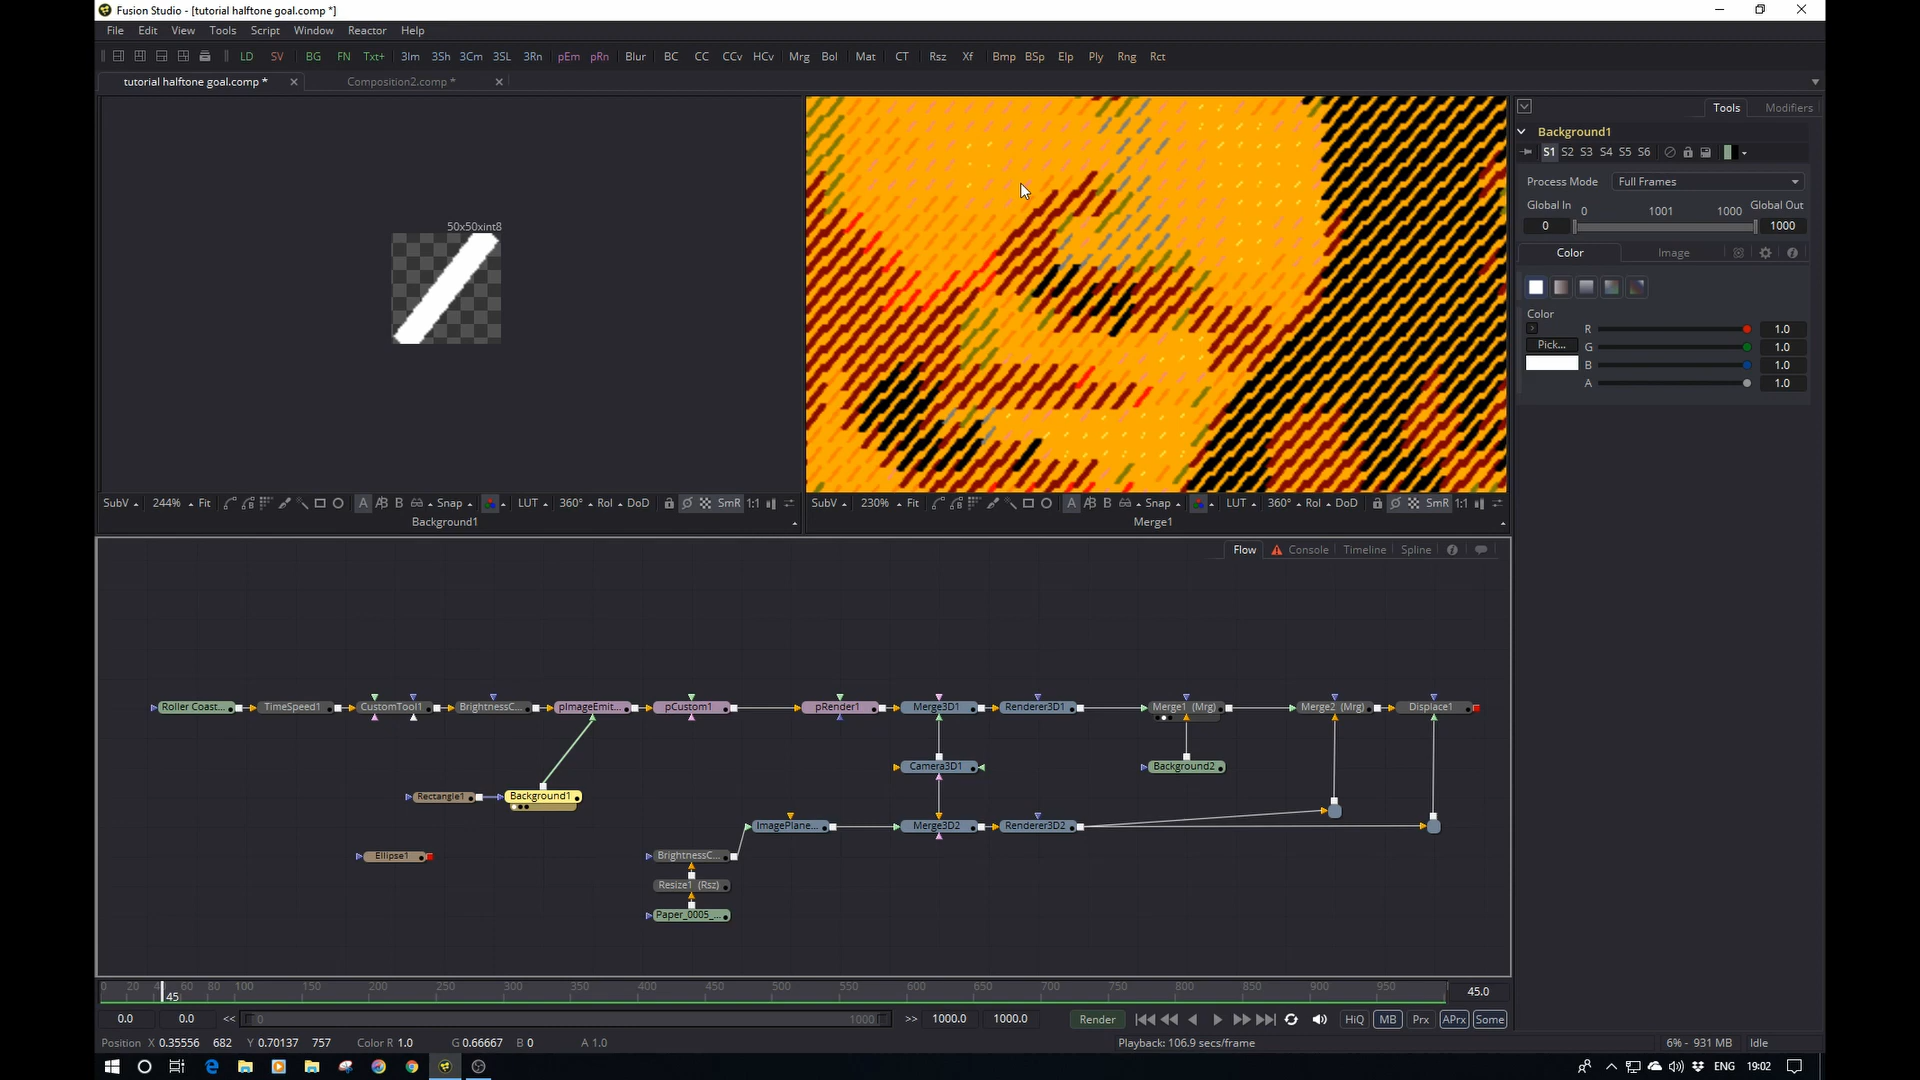 Fusion Studio - [tutorial halftone goal.comp *]
File Edit View Tools Script Window Reactor Help
LD SV BG FN Txt+ 3Im 3Sh 3Cm 3SL 3Rn pEm pRn Blur BC CC CCv HCv Mrg Bol Mat CT Rsz Xf Bmp BSp Elp Ply Rng Rct
tutorial halftone goal.comp * Composition2.comp *
Tools Modifiers
Background1
S1 S2 S3 S4 S5 S6
Process Mode Full Frames
Global In 0 1001 1000 Global Out
0 1000
Color Image
Color
R 1.0
Pick... G 1.0
B 1.0
A 1.0
50x50xint8
SubV 244% Fit A B Snap LUT 360° RoI DoD SmR 1:1
Background1
SubV 230% Fit A B Snap LUT 360° RoI DoD SmR 1:1
Merge1
Flow Console Timeline Spline
Roller Coast... TimeSpeed1 CustomTool1 BrightnessC... pImageEmit... pCustom1 pRender1 Merge3D1 Renderer3D1 Merge1 (Mrg) Merge2 (Mrg) Displace1
Camera3D1 Background2
Rectangle1 Background1
ImagePlane... Merge3D2 Renderer3D2
Ellipse1 BrightnessC...
Resize1 (Rsz)
Paper_0005_...
0 20 60 80 100 150 200 250 300 350 400 450 500 550 600 650 700 750 800 850 900 950
45 45.0
0.0 0.0 << 0 1000 >> 1000.0 1000.0 Render HiQ MB Prx APrx Some
Position X 0.35556 682 Y 0.70137 757 Color R 1.0 G 0.66667 B 0 A 1.0 Playback: 106.9 secs/frame 6% - 931 MB Idle
ENG 19:02